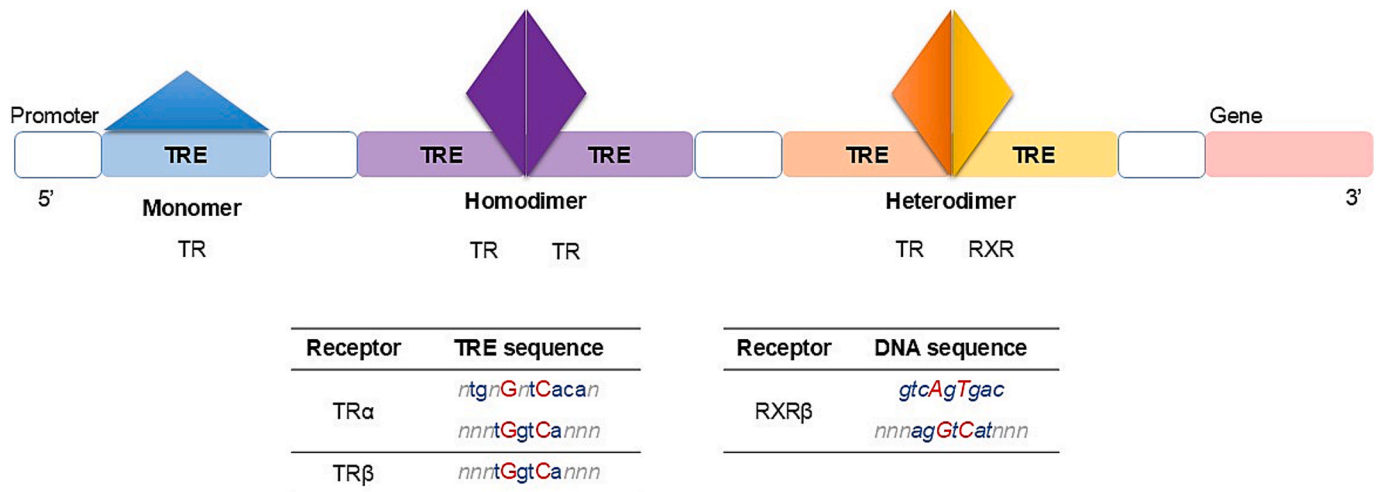 Promoter
Gene
TRE TRE TRE TRE TRE
5’ Monomer Homodimer Heterodimer 3’
TR TR TR TR RXR
Receptor TRE sequence
TRα
ntgnGntCacan
nnntGgtCannn
TRβ nnntGgtCannn
Receptor DNA sequence
RXRβ
gtcAgTgac
nnnagGtCatnnn